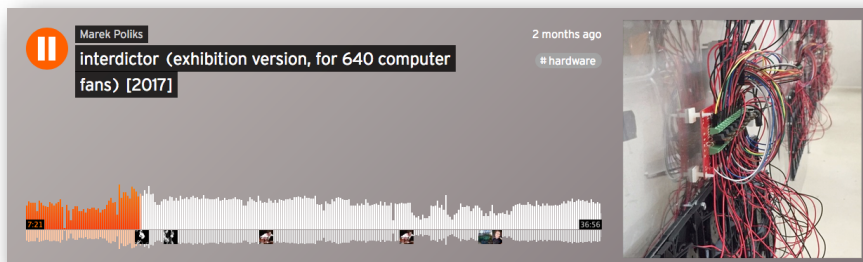 Marek Poliks
2 months ago
interdictor (exhibition version, for 640 computer
fans) [2017]
# hardware
7:21
36:56